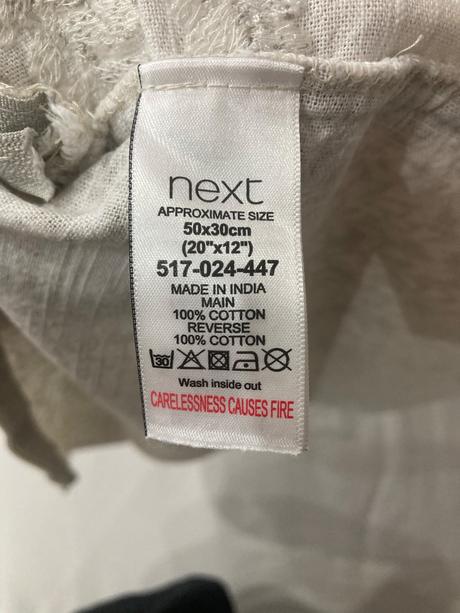 next
APPROXIMATE SIZE
50x30cm
(20"x12")
517-024-447
MADE IN INDIA
MAIN
100% COTTON
REVERSE
100% COTTON
30
Wash inside out
CARELESSNESS CAUSES FIRE